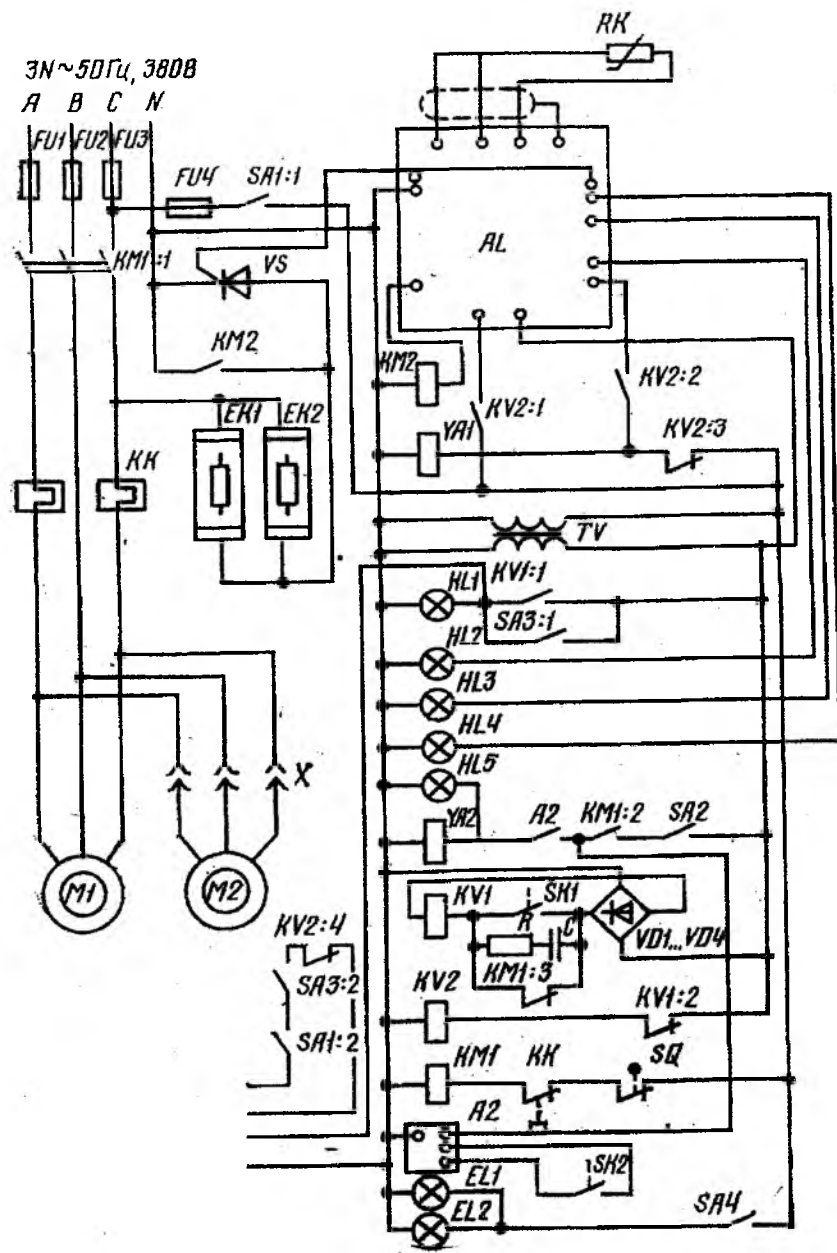 RK
3N~50Гц, 380В
A B C N
FU1 FU2 FU3
FU4 SA1:1
AL
KM1:1
VS
KM2
KM2
KV2:2
KV2:1
EK1 EK2
YA1
KV2:3
KK
TV
KV1:1
HL1
SA3:1
HL2
HL3
HL4
HL5
X
YA2
A2 KM1:2 SA2
M1 M2
KV1 SK1
R C
VD1...VD4
KV2:4
KM1:3
SA3:2
KV2
KV1:2
SA1:2
KM1 KK SQ
A2
SK2
EL1
EL2
SA4